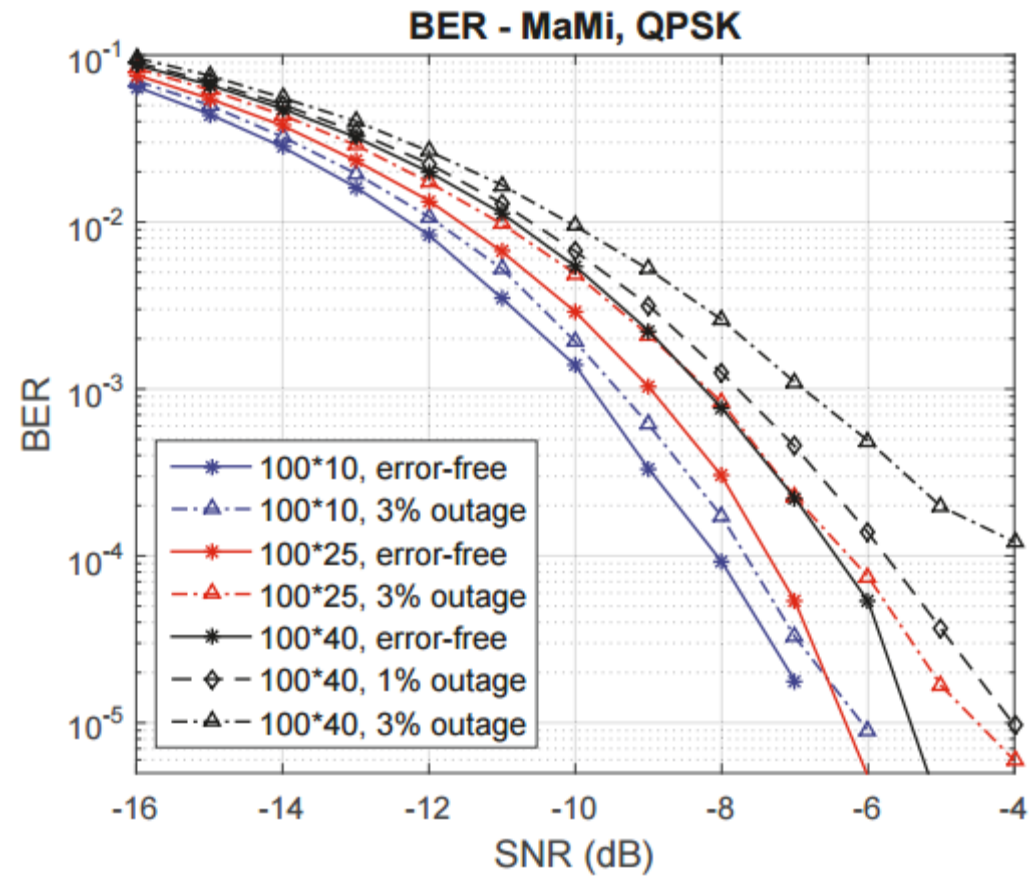 BER - MaMi, QPSK
10^-1
10^-2
10^-3
10^-4
10^-5
BER
100*10, error-free
100*10, 3% outage
100*25, error-free
100*25, 3% outage
100*40, error-free
100*40, 1% outage
100*40, 3% outage
-16 -14 -12 -10 -8 -6 -4
SNR (dB)